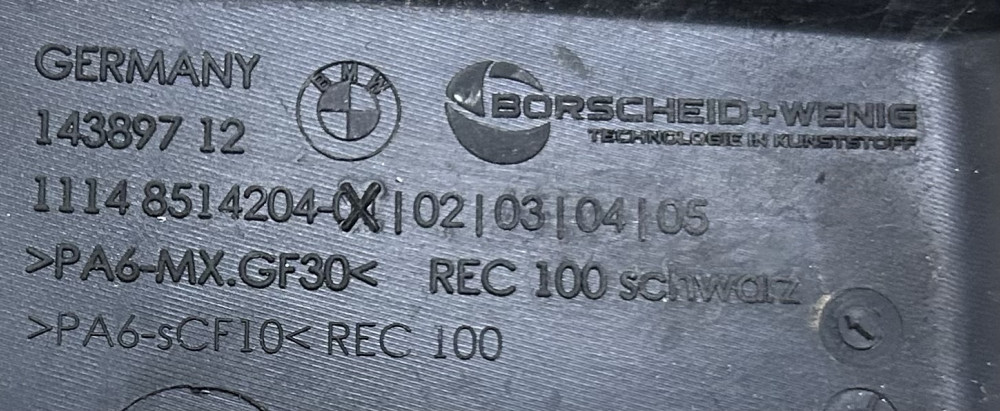 GERMANY
BMW
BORSCHEID+WENIG
TECHNOLOGIE IN KUNSTSTOFF
143897 12
1114 8514204-0X|02|03|04|05
>PA6-MX.GF30< REC 100 schwarz
>PA6-sCF10< REC 100